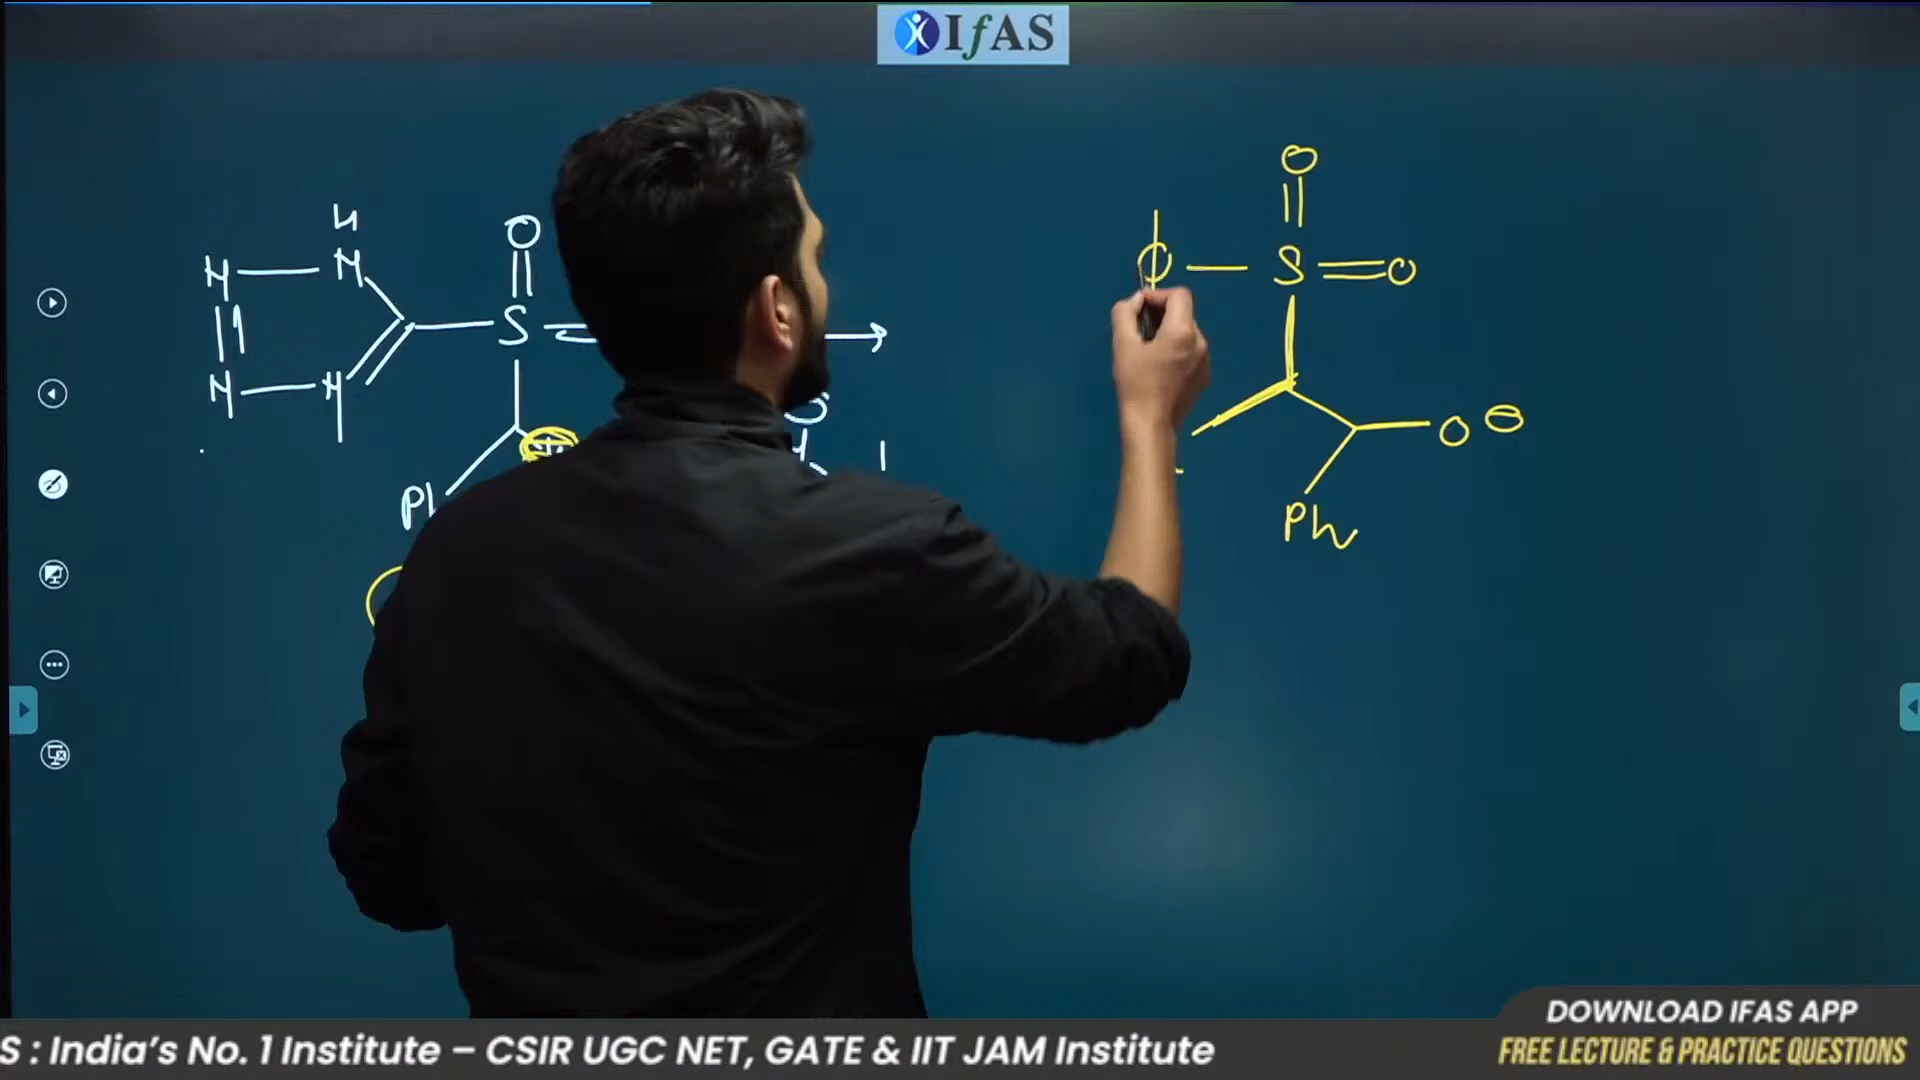 IfAS
H
N N
O
S
N N
Ph
O
H
O
S O
O ⊖
Ph
DOWNLOAD IFAS APP
S : India's No. 1 Institute – CSIR UGC NET, GATE & IIT JAM Institute
FREE LECTURE & PRACTICE QUESTIONS